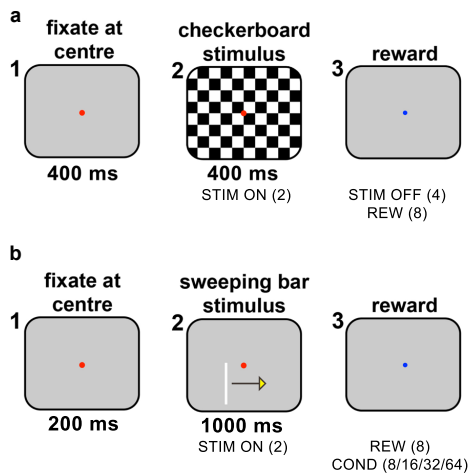 a
fixate at
centre
checkerboard
stimulus
reward
1
2
3
400 ms
400 ms
STIM ON (2)
STIM OFF (4)
REW (8)
b
fixate at
centre
sweeping bar
stimulus
reward
1
2
3
200 ms
1000 ms
STIM ON (2)
REW (8)
COND (8/16/32/64)